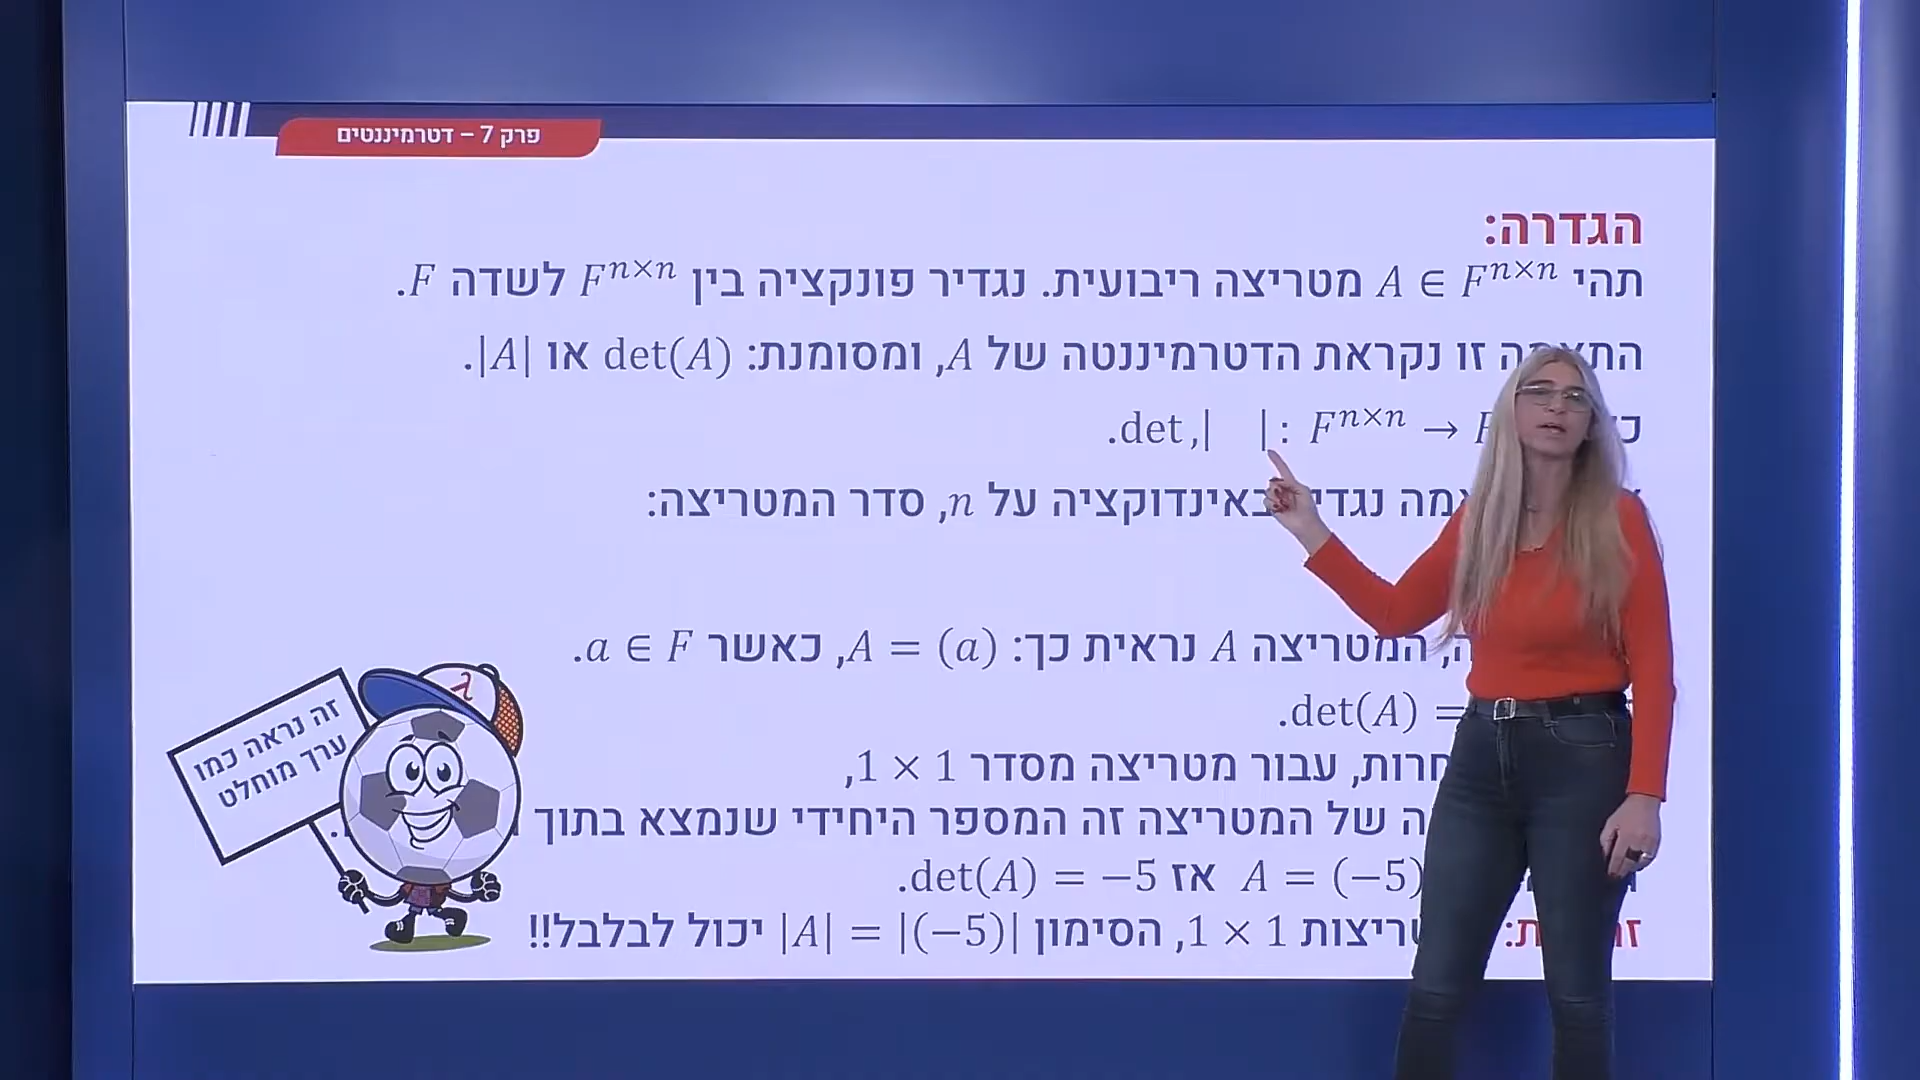 פרק 7 – דטרמיננטים
הגדרה:
תהי A ∈ F^{n×n} מטריצה ריבועית. נגדיר פונקציה בין F^{n×n} לשדה F.
זו נקראת הדטרמיננטה של A, ומסומנת: det(A) או |A|.
det,| |: F^{n×n} →
באינדוקציה על n, סדר המטריצה:
המטריצה A נראית כך: A = (a), כאשר a ∈ F.
det(A) =
עבור מטריצה מסדר 1 × 1,
של המטריצה זה המספר היחידי שנמצא בתוך
A = (−5) אז det(A) = −5.
1 × 1, הסימון |A| = |(−5)| יכול לבלבל!!
זה נראה כמו
ערך מוחלט
λ